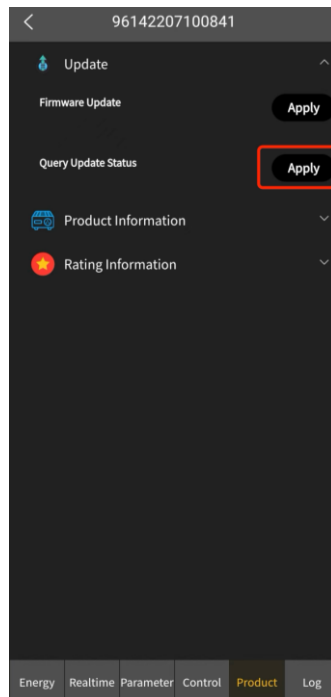 96142207100841
Update
Firmware Update Apply
Query Update Status Apply
Product Information
Rating Information
Energy Realtime Parameter Control Product Log